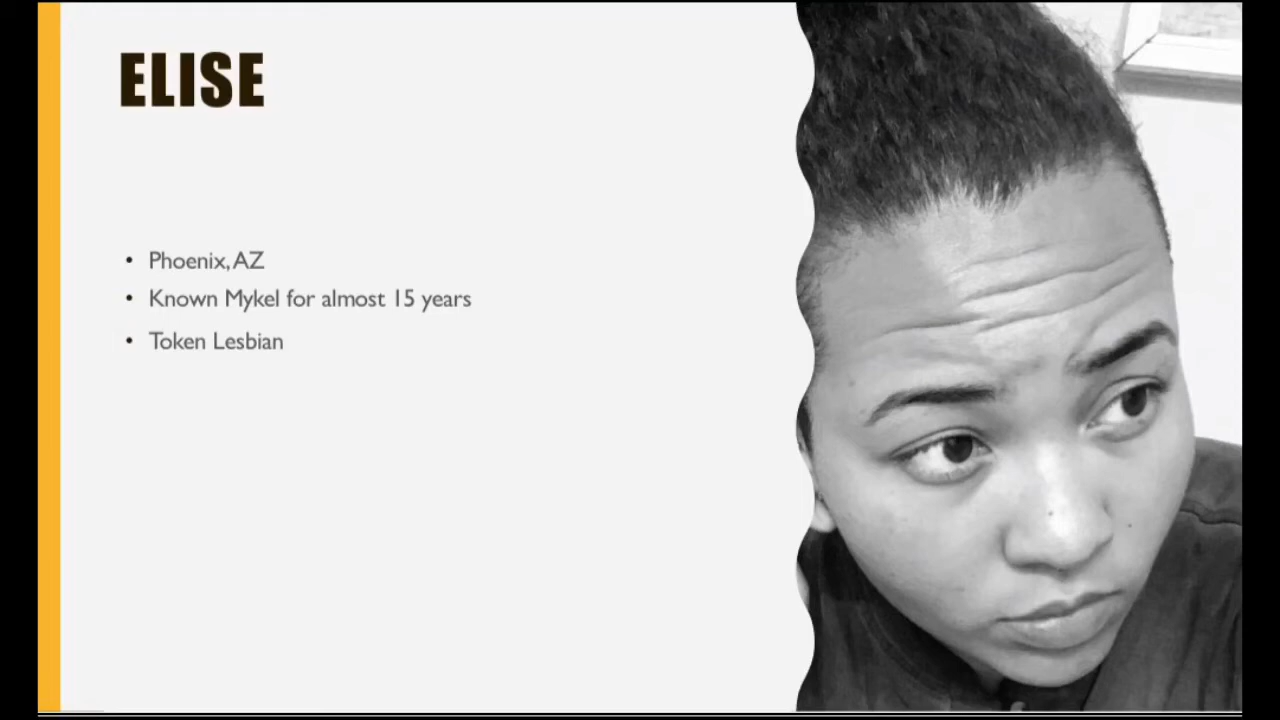 ELISE
• Phoenix, AZ
• Known Mykel for almost 15 years
• Token Lesbian